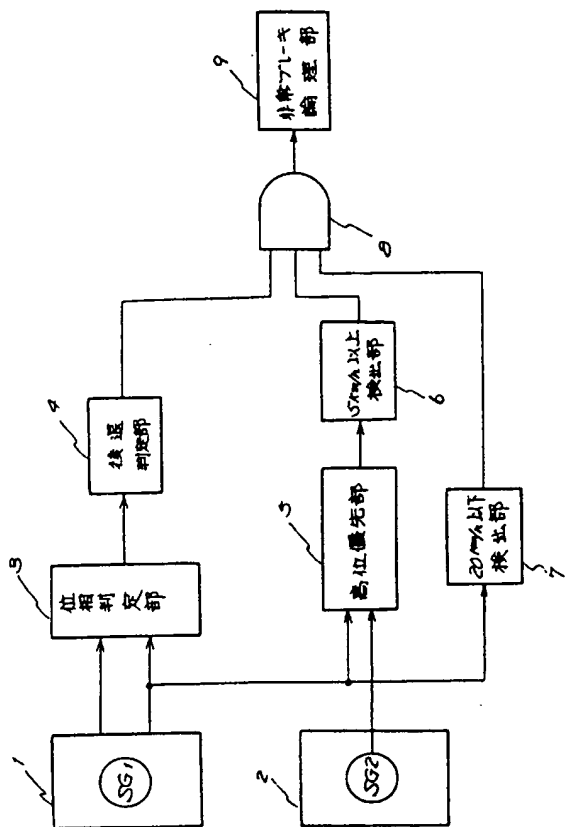 1
SG1
2
SG2
3
位相判定部
4
後退
判定部
5
高位優先部
6
5km/h以上
検出部
7
20km/h以下
検出部
8
9
非常ブレーキ
論理部